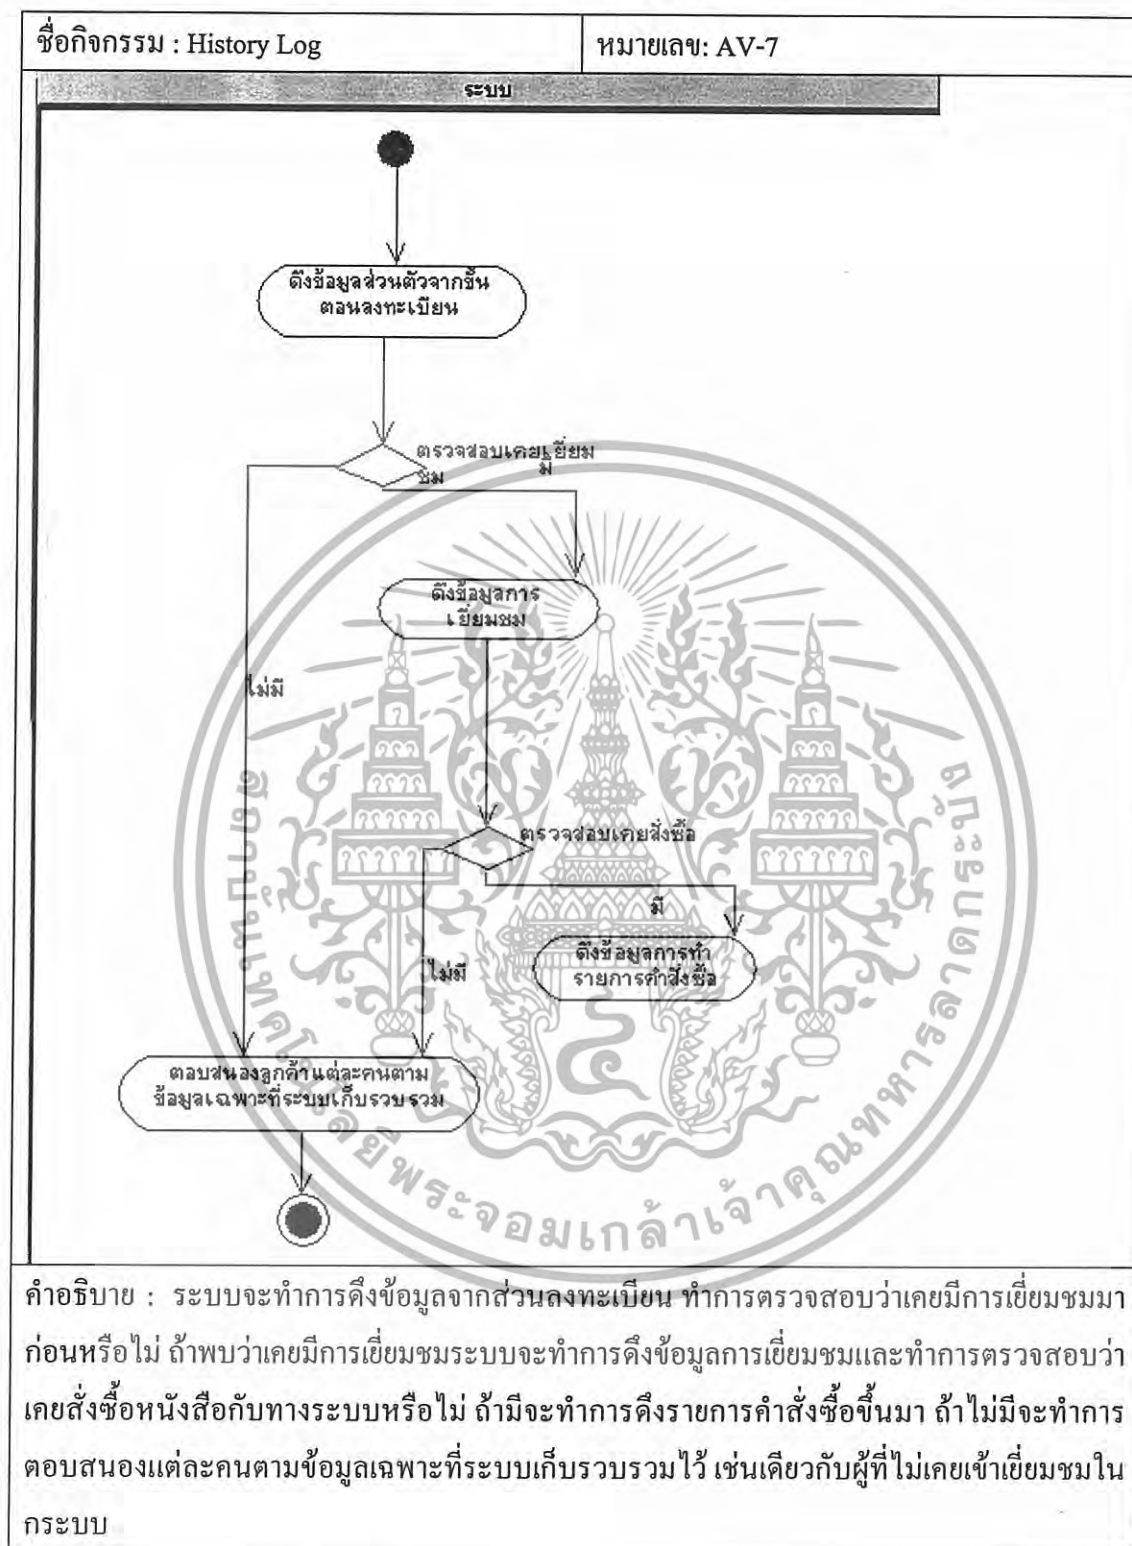 ชื่อกิจกรรม : History Log
หมายเลข: AV-7
ระบบ
ดึงข้อมูลส่วนตัวจากขั้น
ตอนลงทะเบียน
ตรวจสอบเคยเยี่ยม
ชม
มี
ดึงข้อมูลการ
เยี่ยมชม
ไม่มี
ตรวจสอบเคยสั่งซื้อ
มี
ดึงข้อมูลการทำ
รายการคำสั่งซื้อ
ไม่มี
ตอบสนองลูกค้าแต่ละคนตาม
ข้อมูลเฉพาะที่ระบบเก็บรวบรวม
สถาบันเทคโนโลยีพระจอมเกล้าเจ้าคุณทหารลาดกระบัง
คำอธิบาย : ระบบจะทำการดึงข้อมูลจากส่วนลงทะเบียน ทำการตรวจสอบว่าเคยมีการเยี่ยมชมมา
ก่อนหรือไม่ ถ้าพบว่าเคยมีการเยี่ยมชมระบบจะทำการดึงข้อมูลการเยี่ยมชมและทำการตรวจสอบว่า
เคยสั่งซื้อหนังสือกับทางระบบหรือไม่ ถ้ามีจะทำการดึงรายการคำสั่งซื้อขึ้นมา ถ้าไม่มีจะทำการ
ตอบสนองแต่ละคนตามข้อมูลเฉพาะที่ระบบเก็บรวบรวมไว้ เช่นเดียวกับผู้ที่ไม่เคยเข้าเยี่ยมชมใน
กระบบ